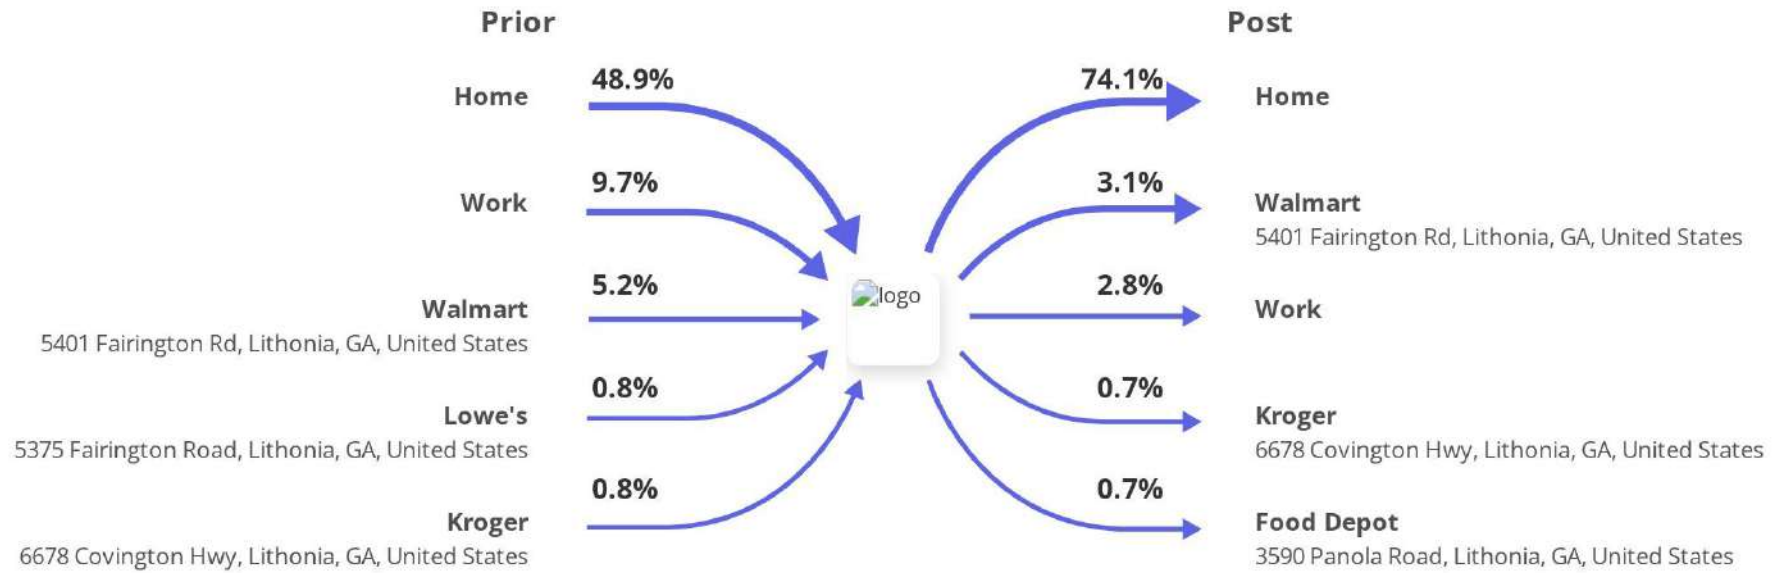 Prior
48.9%
Home
9.7%
Work
5.2%
Walmart
5401 Fairington Rd, Lithonia, GA, United States
0.8%
Lowe's
5375 Fairington Road, Lithonia, GA, United States
0.8%
Kroger
6678 Covington Hwy, Lithonia, GA, United States
logo
Post
74.1%
Home
3.1%
Walmart
5401 Fairington Rd, Lithonia, GA, United States
2.8%
Work
0.7%
Kroger
6678 Covington Hwy, Lithonia, GA, United States
0.7%
Food Depot
3590 Panola Road, Lithonia, GA, United States